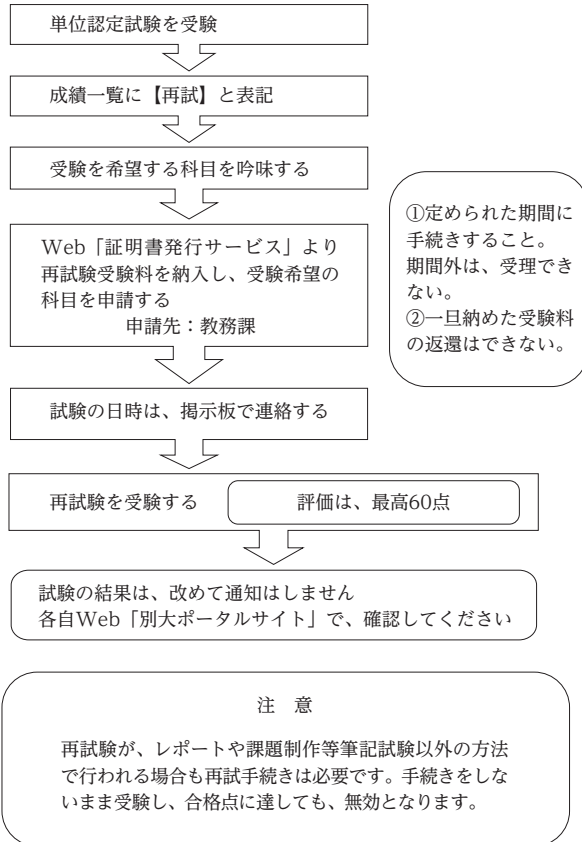 単位認定試験を受験
成績一覧に【再試】と表記
受験を希望する科目を吟味する
Web「証明書発行サービス」より
再試験受験料を納入し、受験希望の
科目を申請する
申請先：教務課
①定められた期間に
手続きすること。
期間外は、受理でき
ない。
②一旦納めた受験料
の返還はできない。
試験の日時は、掲示板で連絡する
再試験を受験する
評価は、最高60点
試験の結果は、改めて通知はしません
各自Web「別大ポータルサイト」で、確認してください
注　意
再試験が、レポートや課題制作等筆記試験以外の方法
で行われる場合も再試手続きは必要です。手続きをしな
いまま受験し、合格点に達しても、無効となります。